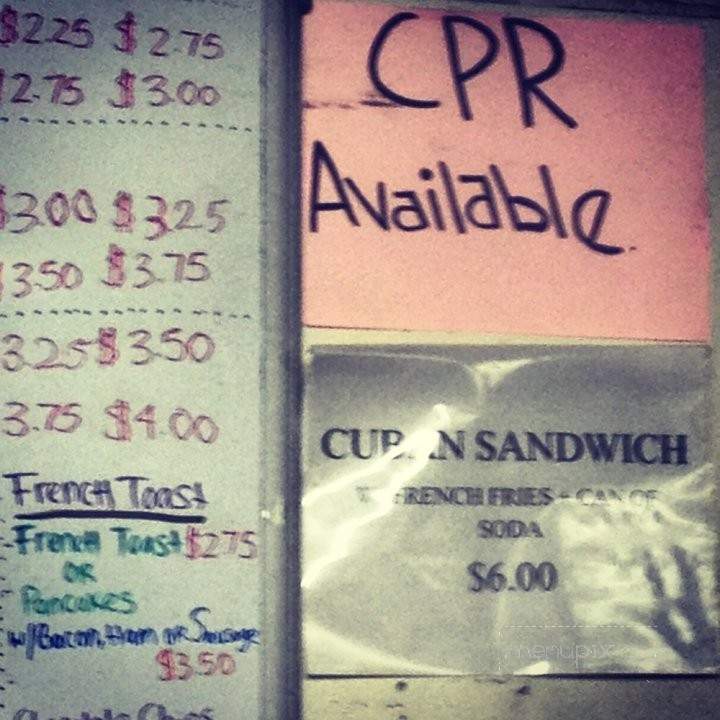 $2.25 $2.75
2.75 $3.00
$3.00 $3.25
3.50 $3.75
3.25 $3.50
3.75 $4.00
French Toast
French Toast $2.75
OR
Pancakes
w/Bacon, Ham or Sausage
$3.50
CPR
Available.
CUBAN SANDWICH
FRENCH FRIES + CAN OF
SODA
$6.00
menupix